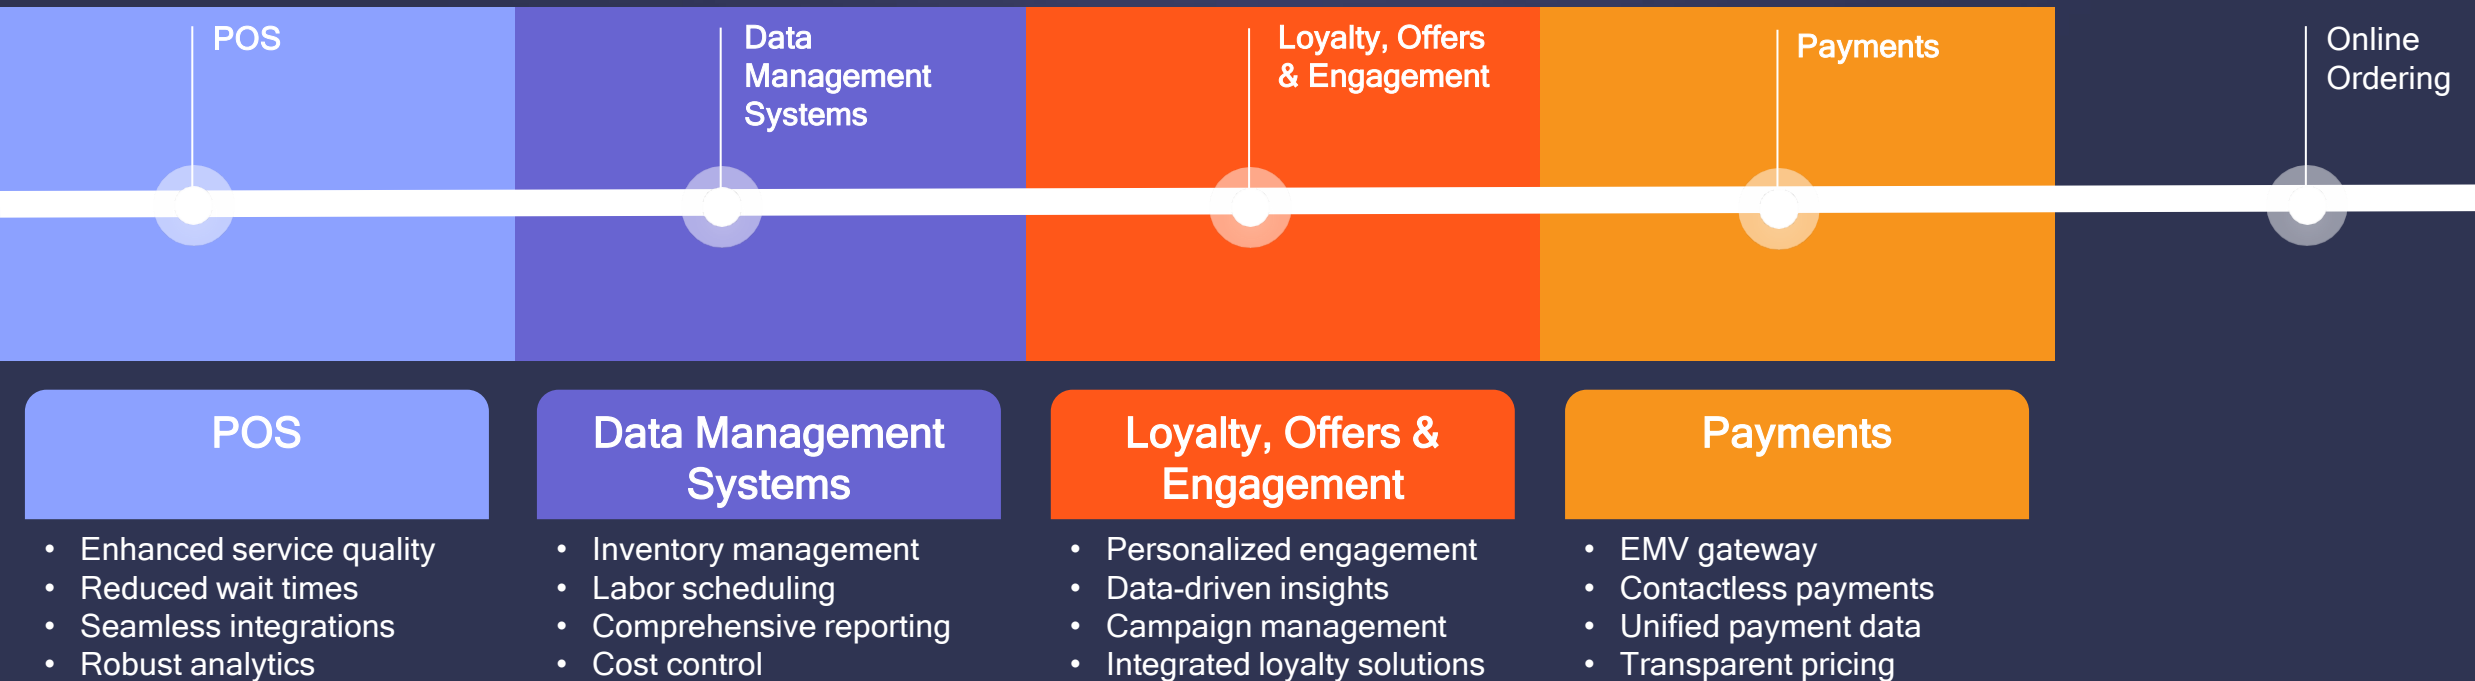 POS
Data
Management
Systems
Loyalty, Offers
& Engagement
Payments
Online
Ordering
POS
• Enhanced service quality
• Reduced wait times
• Seamless integrations
• Robust analytics
Data Management
Systems
• Inventory management
• Labor scheduling
• Comprehensive reporting
• Cost control
Loyalty, Offers &
Engagement
• Personalized engagement
• Data-driven insights
• Campaign management
• Integrated loyalty solutions
Payments
• EMV gateway
• Contactless payments
• Unified payment data
• Transparent pricing